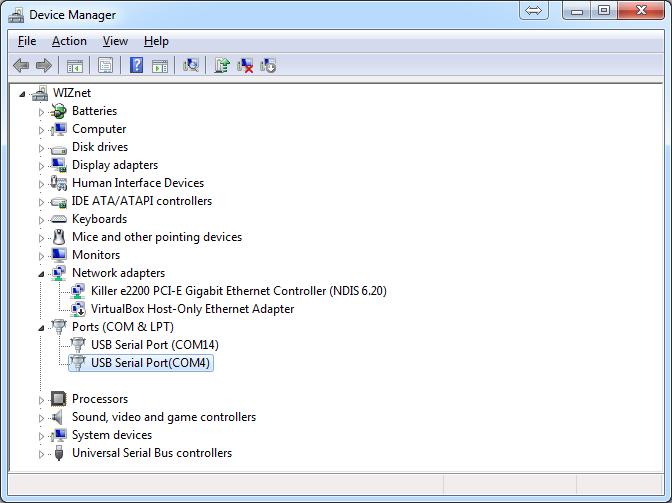 Device Manager
File Action View Help
WIZnet
Batteries
Computer
Disk drives
Display adapters
Human Interface Devices
IDE ATA/ATAPI controllers
Keyboards
Mice and other pointing devices
Monitors
Network adapters
Killer e2200 PCI-E Gigabit Ethernet Controller (NDIS 6.20)
VirtualBox Host-Only Ethernet Adapter
Ports (COM & LPT)
USB Serial Port (COM14)
USB Serial Port(COM4)
Processors
Sound, video and game controllers
System devices
Universal Serial Bus controllers